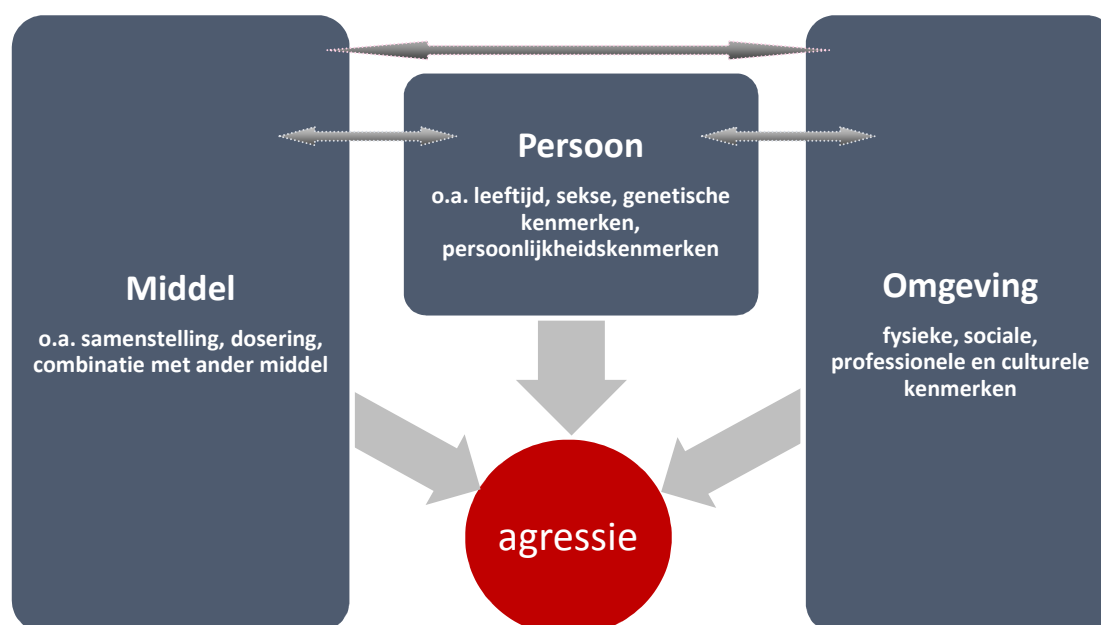 Persoon
o.a. leeftijd, sekse, genetische
kenmerken,
persoonlijkheidskenmerken
Middel
o.a. samenstelling, dosering,
combinatie met ander middel
Omgeving
fysieke, sociale,
professionele en culturele
kenmerken
agressie